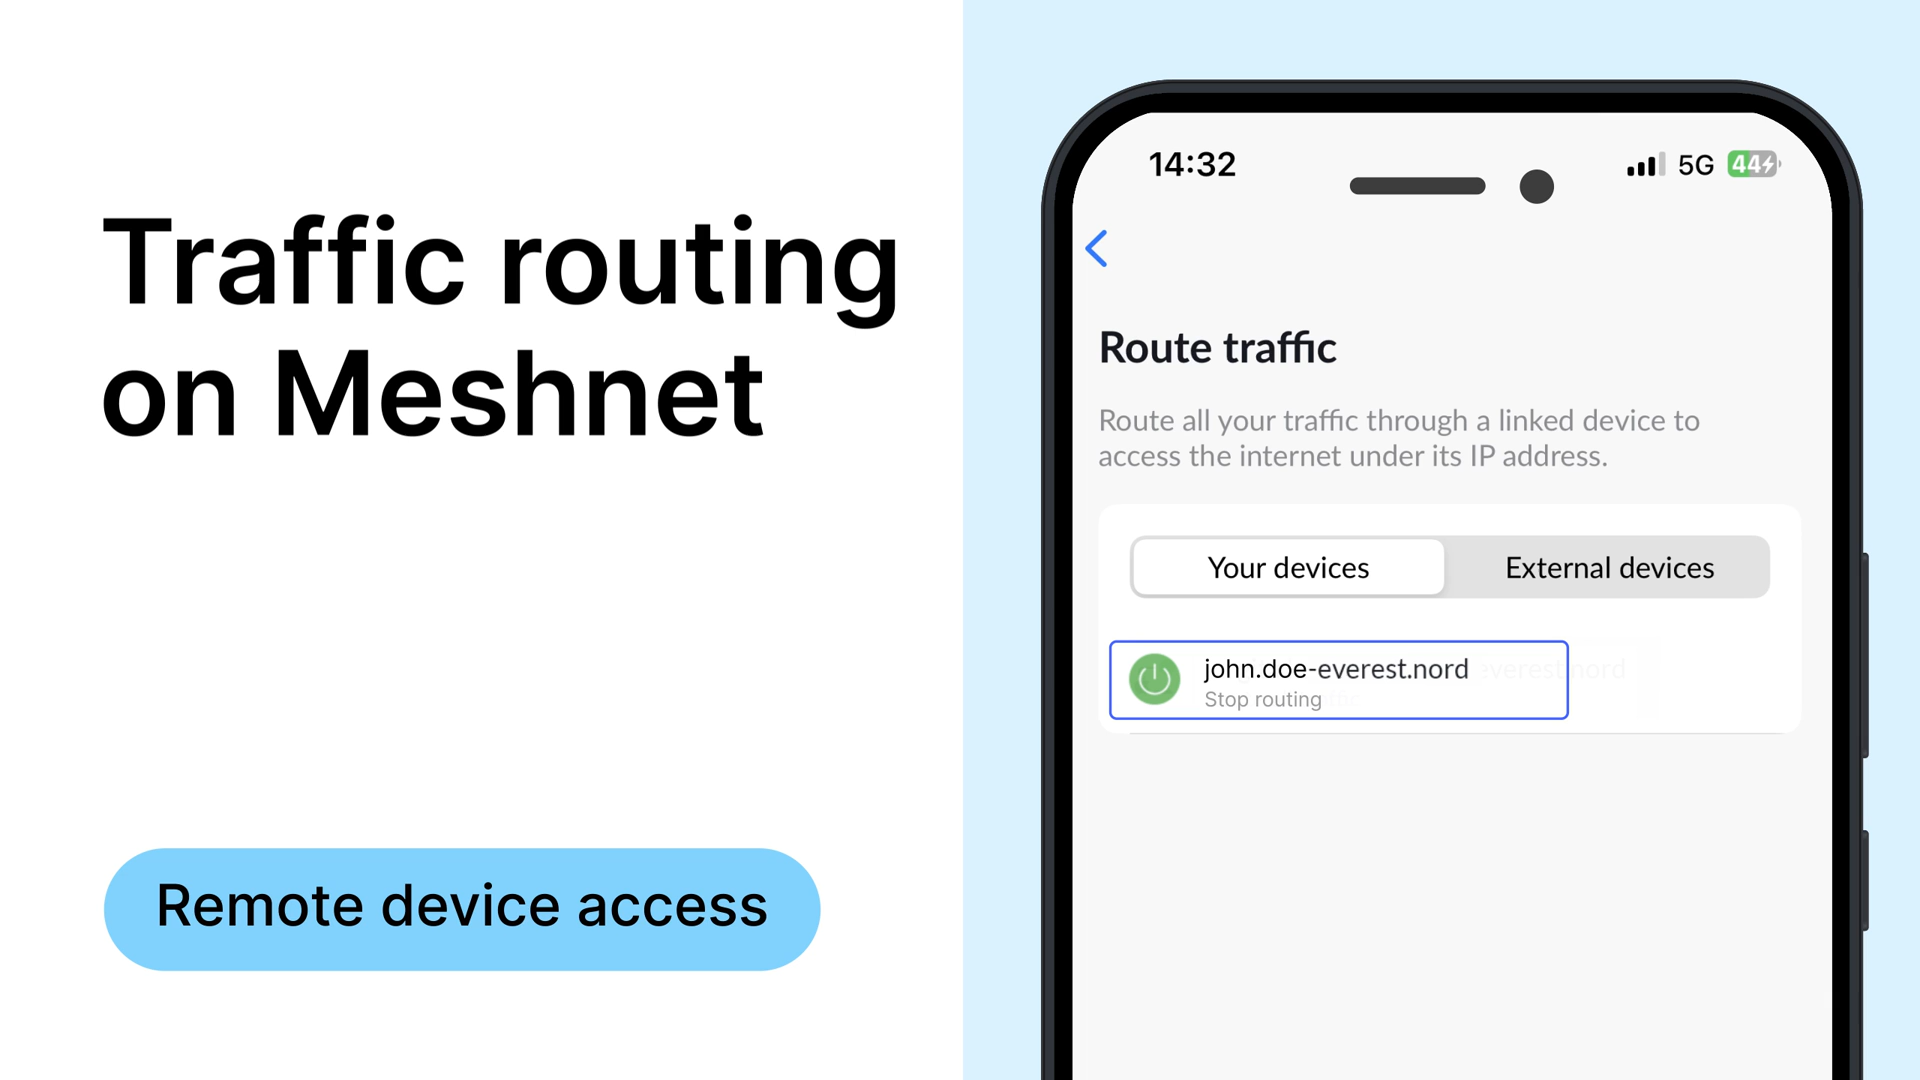 Traffic routing
on Meshnet
Remote device access
14:32
5G
44
Route traffic
Route all your traffic through a linked device to
access the internet under its IP address.
Your devices
External devices
john.doe-everest.nord
everest.nord
Stop routing